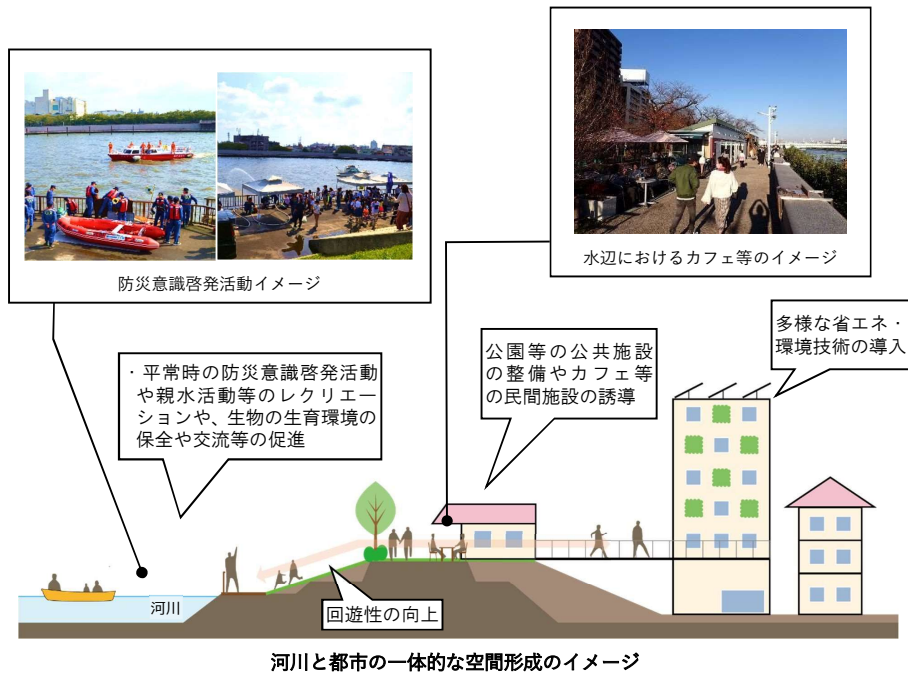 防災意識啓発活動イメージ
水辺におけるカフェ等のイメージ
・平常時の防災意識啓発活動
や親水活動等のレクリエー
ションや、生物の生育環境の
保全や交流等の促進
公園等の公共施設
の整備やカフェ等
の民間施設の誘導
多様な省エネ・
環境技術の導入
河川
回遊性の向上
河川と都市の一体的な空間形成のイメージ